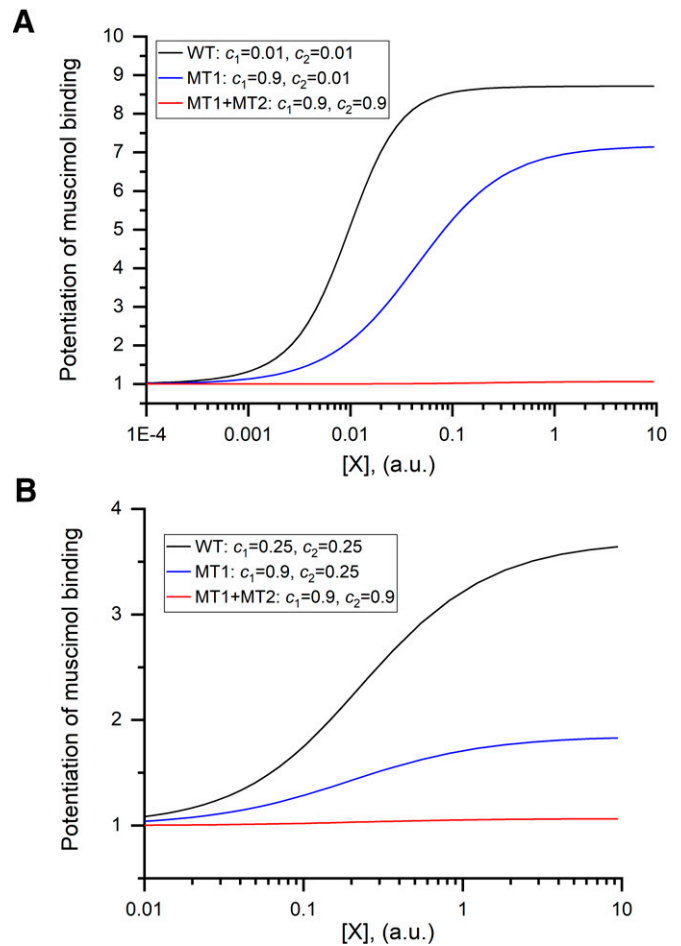 A
10
9
8
7
6
5
4
3
2
1
Potentiation of muscimol binding
WT: c1=0.01, c2=0.01
MT1: c1=0.9, c2=0.01
MT1+MT2: c1=0.9, c2=0.9
1E-4 0.001 0.01 0.1 1 10
[X], (a.u.)
B
4
3
2
1
Potentiation of muscimol binding
WT: c1=0.25, c2=0.25
MT1: c1=0.9, c2=0.25
MT1+MT2: c1=0.9, c2=0.9
0.01 0.1 1 10
[X], (a.u.)